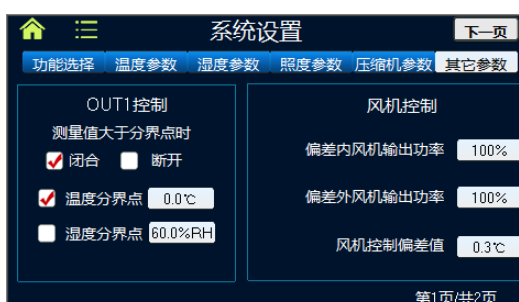 系统设置
下一页
功能选择 温度参数 湿度参数 照度参数 压缩机参数 其它参数
OUT1控制
测量值大于分界点时
闭合 断开
温度分界点 0.0℃
湿度分界点 60.0%RH
风机控制
偏差内风机输出功率 100%
偏差外风机输出功率 100%
风机控制偏差值 0.3℃
第1页/共2页